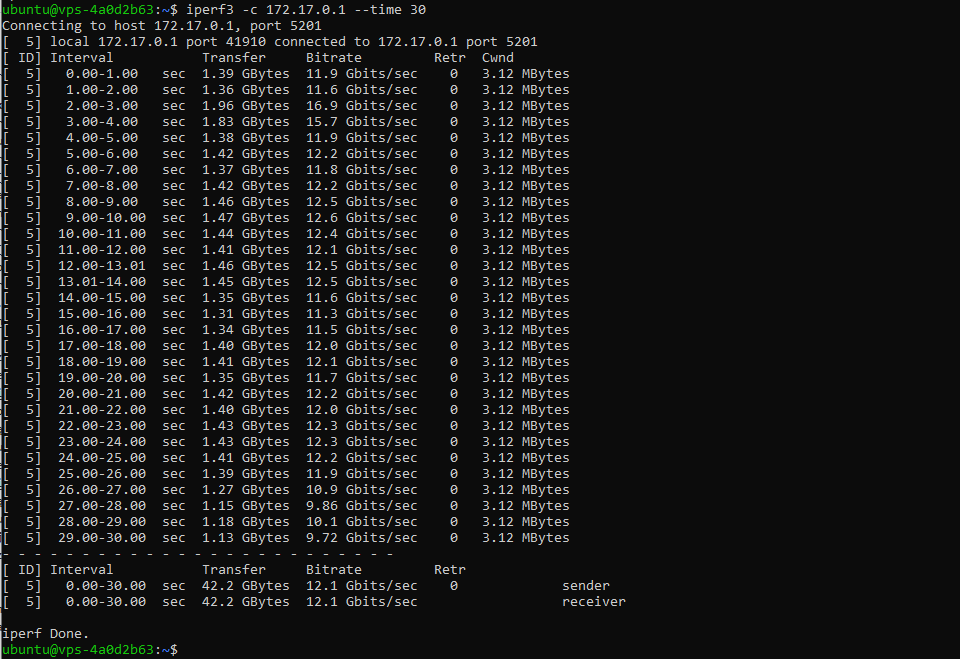 ubuntu@vps-4a0d2b63:~$ iperf3 -c 172.17.0.1 --time 30
Connecting to host 172.17.0.1, port 5201
[  5] local 172.17.0.1 port 41910 connected to 172.17.0.1 port 5201
[ ID] Interval           Transfer     Bitrate         Retr  Cwnd
[  5]   0.00-1.00   sec  1.39 GBytes  11.9 Gbits/sec    0   3.12 MBytes
[  5]   1.00-2.00   sec  1.36 GBytes  11.6 Gbits/sec    0   3.12 MBytes
[  5]   2.00-3.00   sec  1.96 GBytes  16.9 Gbits/sec    0   3.12 MBytes
[  5]   3.00-4.00   sec  1.83 GBytes  15.7 Gbits/sec    0   3.12 MBytes
[  5]   4.00-5.00   sec  1.38 GBytes  11.9 Gbits/sec    0   3.12 MBytes
[  5]   5.00-6.00   sec  1.42 GBytes  12.2 Gbits/sec    0   3.12 MBytes
[  5]   6.00-7.00   sec  1.37 GBytes  11.8 Gbits/sec    0   3.12 MBytes
[  5]   7.00-8.00   sec  1.42 GBytes  12.2 Gbits/sec    0   3.12 MBytes
[  5]   8.00-9.00   sec  1.46 GBytes  12.5 Gbits/sec    0   3.12 MBytes
[  5]   9.00-10.00  sec  1.47 GBytes  12.6 Gbits/sec    0   3.12 MBytes
[  5]  10.00-11.00  sec  1.44 GBytes  12.4 Gbits/sec    0   3.12 MBytes
[  5]  11.00-12.00  sec  1.41 GBytes  12.1 Gbits/sec    0   3.12 MBytes
[  5]  12.00-13.01  sec  1.46 GBytes  12.5 Gbits/sec    0   3.12 MBytes
[  5]  13.01-14.00  sec  1.45 GBytes  12.5 Gbits/sec    0   3.12 MBytes
[  5]  14.00-15.00  sec  1.35 GBytes  11.6 Gbits/sec    0   3.12 MBytes
[  5]  15.00-16.00  sec  1.31 GBytes  11.3 Gbits/sec    0   3.12 MBytes
[  5]  16.00-17.00  sec  1.34 GBytes  11.5 Gbits/sec    0   3.12 MBytes
[  5]  17.00-18.00  sec  1.40 GBytes  12.0 Gbits/sec    0   3.12 MBytes
[  5]  18.00-19.00  sec  1.41 GBytes  12.1 Gbits/sec    0   3.12 MBytes
[  5]  19.00-20.00  sec  1.35 GBytes  11.7 Gbits/sec    0   3.12 MBytes
[  5]  20.00-21.00  sec  1.42 GBytes  12.2 Gbits/sec    0   3.12 MBytes
[  5]  21.00-22.00  sec  1.40 GBytes  12.0 Gbits/sec    0   3.12 MBytes
[  5]  22.00-23.00  sec  1.43 GBytes  12.3 Gbits/sec    0   3.12 MBytes
[  5]  23.00-24.00  sec  1.43 GBytes  12.3 Gbits/sec    0   3.12 MBytes
[  5]  24.00-25.00  sec  1.41 GBytes  12.2 Gbits/sec    0   3.12 MBytes
[  5]  25.00-26.00  sec  1.39 GBytes  11.9 Gbits/sec    0   3.12 MBytes
[  5]  26.00-27.00  sec  1.27 GBytes  10.9 Gbits/sec    0   3.12 MBytes
[  5]  27.00-28.00  sec  1.15 GBytes  9.86 Gbits/sec    0   3.12 MBytes
[  5]  28.00-29.00  sec  1.18 GBytes  10.1 Gbits/sec    0   3.12 MBytes
[  5]  29.00-30.00  sec  1.13 GBytes  9.72 Gbits/sec    0   3.12 MBytes
- - - - - - - - - - - - - - - - - - - - - - - - -
[ ID] Interval           Transfer     Bitrate         Retr
[  5]   0.00-30.00  sec  42.2 GBytes  12.1 Gbits/sec    0             sender
[  5]   0.00-30.00  sec  42.2 GBytes  12.1 Gbits/sec                  receiver
iperf Done.
ubuntu@vps-4a0d2b63:~$